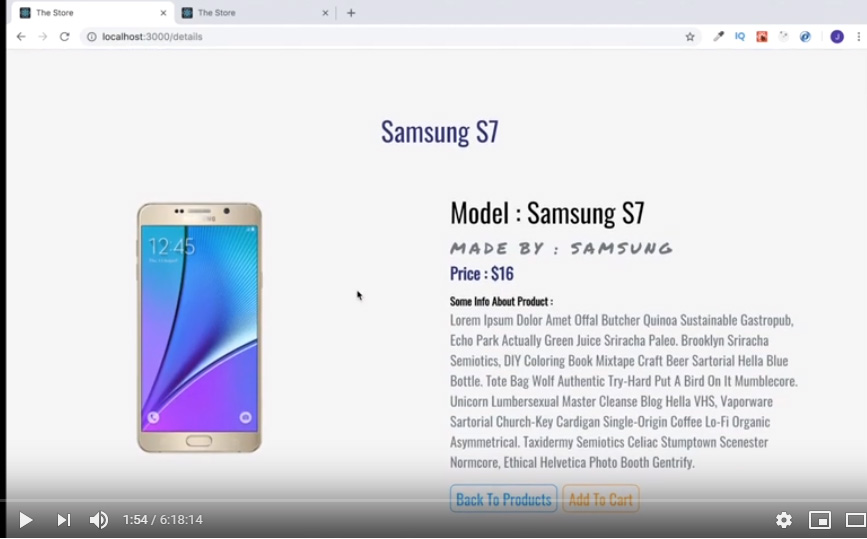 The Store
The Store
localhost:3000/details
IQ
J
Samsung S7
12:45
Model : Samsung S7
MADE BY : SAMSUNG
Price : $16
Some Info About Product :
Lorem Ipsum Dolor Amet Offal Butcher Quinoa Sustainable Gastropub,
Echo Park Actually Green Juice Sriracha Paleo. Brooklyn Sriracha
Semiotics, DIY Coloring Book Mixtape Craft Beer Sartorial Hella Blue
Bottle. Tote Bag Wolf Authentic Try-Hard Put A Bird On It Mumblecore.
Unicorn Lumbersexual Master Cleanse Blog Hella VHS, Vaporware
Sartorial Church-Key Cardigan Single-Origin Coffee Lo-Fi Organic
Asymmetrical. Taxidermy Semiotics Celiac Stumptown Scenester
Normcore, Ethical Helvetica Photo Booth Gentrify.
Back To Products
Add To Cart
1:54 / 6:18:14